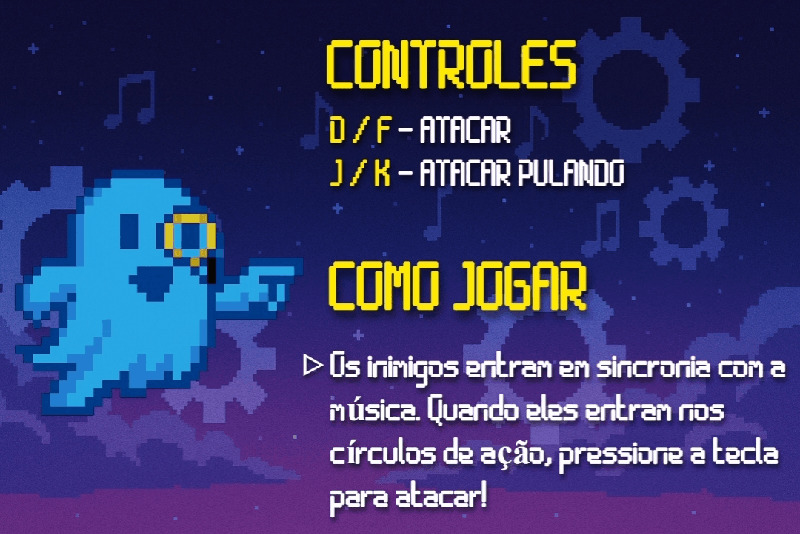 CONTROLES
D / F - ATACAR
J / K - ATACAR PULANDO
COMO JOGAR
▷ Os inimigos entram em sincronia com a
música. Quando eles entram nos
círculos de ação, pressione a tecla
para atacar!